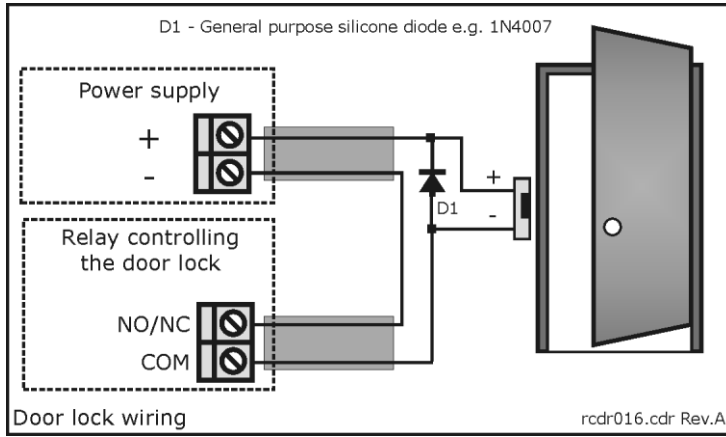 D1 - General purpose silicone diode e.g. 1N4007
Power supply
+
-
+
-
D1
Relay controlling
the door lock
NO/NC
COM
Door lock wiring
rcdr016.cdr Rev.A